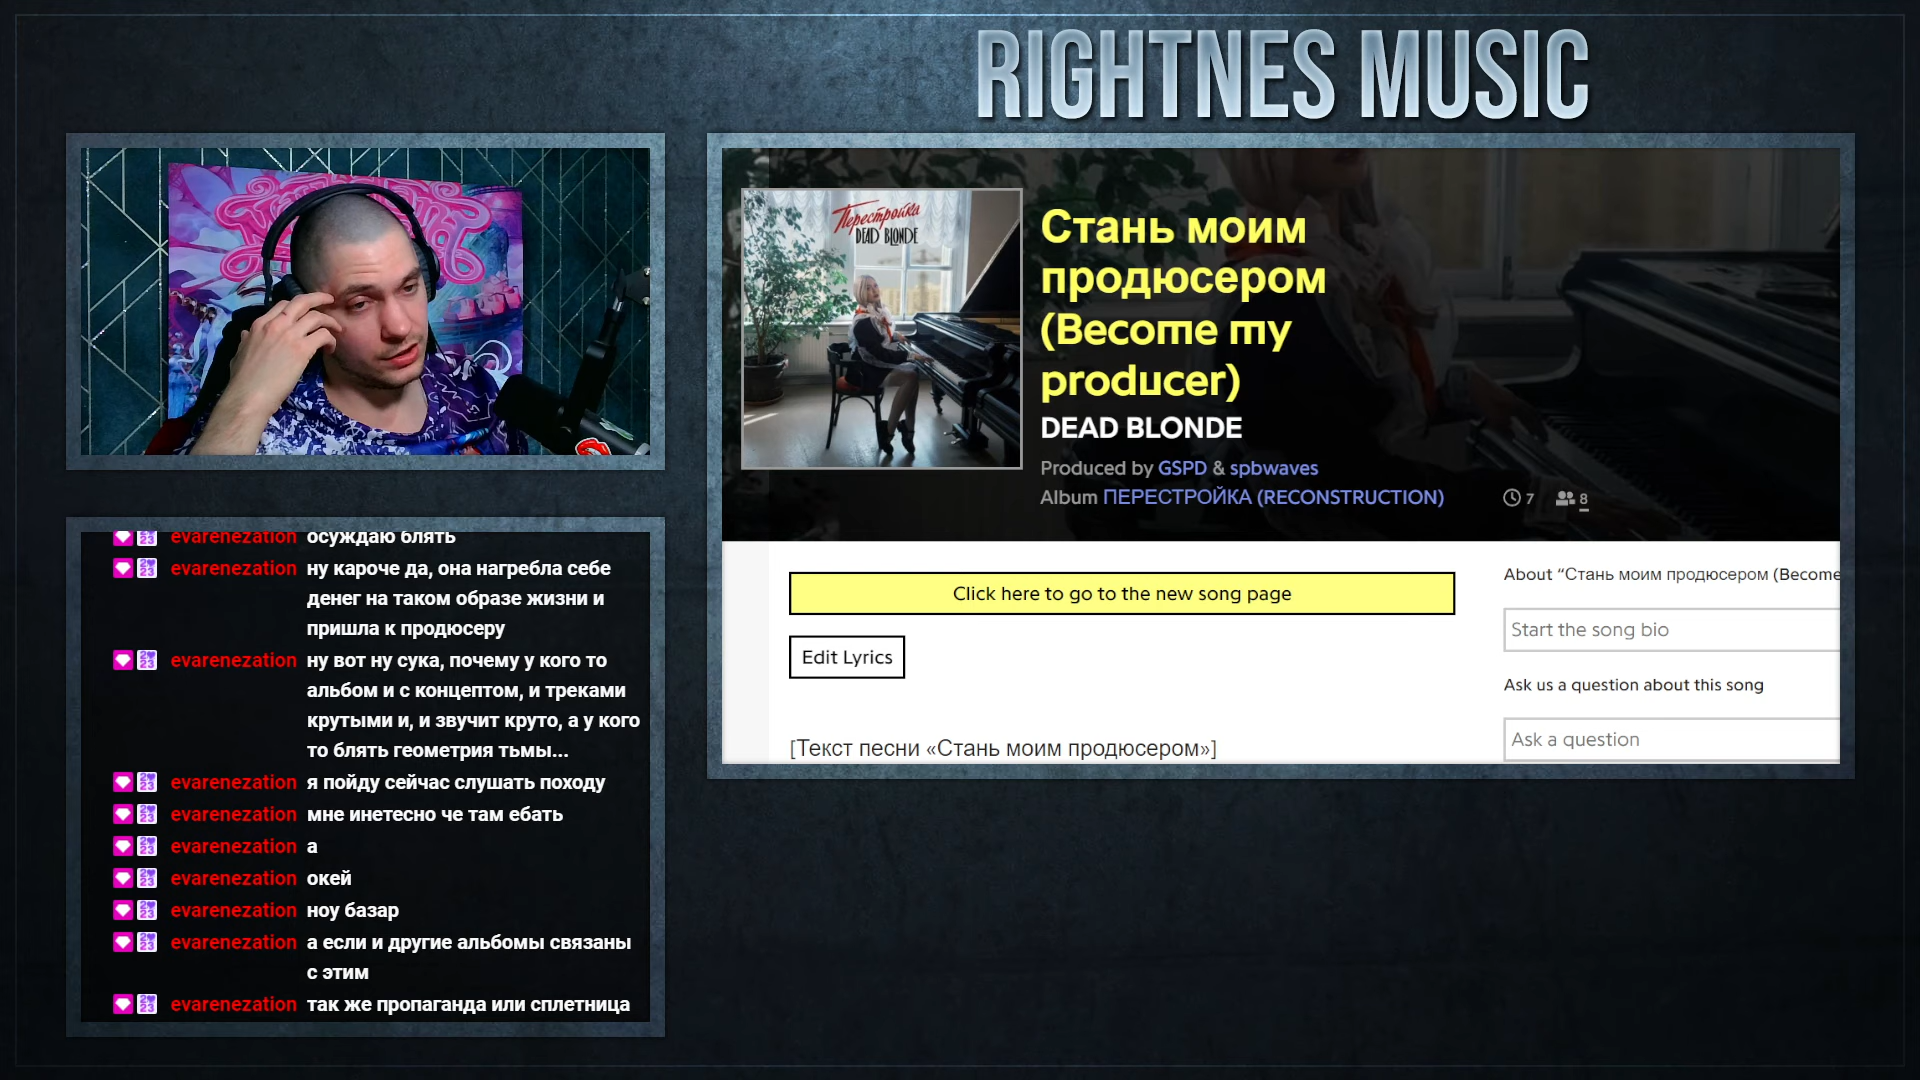 RIGHTNES MUSIC
Перестройка
DEAD BLONDE
Стань моим
продюсером
(Become my
producer)
DEAD BLONDE
Produced by GSPD & spbwaves
Album ПЕРЕСТРОЙКА (RECONSTRUCTION)
7
8
Click here to go to the new song page
Edit Lyrics
[Текст песни «Стань моим продюсером»]
About “Стань моим продюсером (Become
Start the song bio
Ask us a question about this song
Ask a question
evarenezation осуждаю блять
evarenezation ну кароче да, она нагребла себе
денег на таком образе жизни и
пришла к продюсеру
evarenezation ну вот ну сука, почему у кого то
альбом и с концептом, и треками
крутыми и, и звучит круто, а у кого
то блять геометрия тьмы...
evarenezation я пойду сейчас слушать походу
evarenezation мне инетесно че там ебать
evarenezation а
evarenezation окей
evarenezation ноу базар
evarenezation а если и другие альбомы связаны
с этим
evarenezation так же пропаганда или сплетница